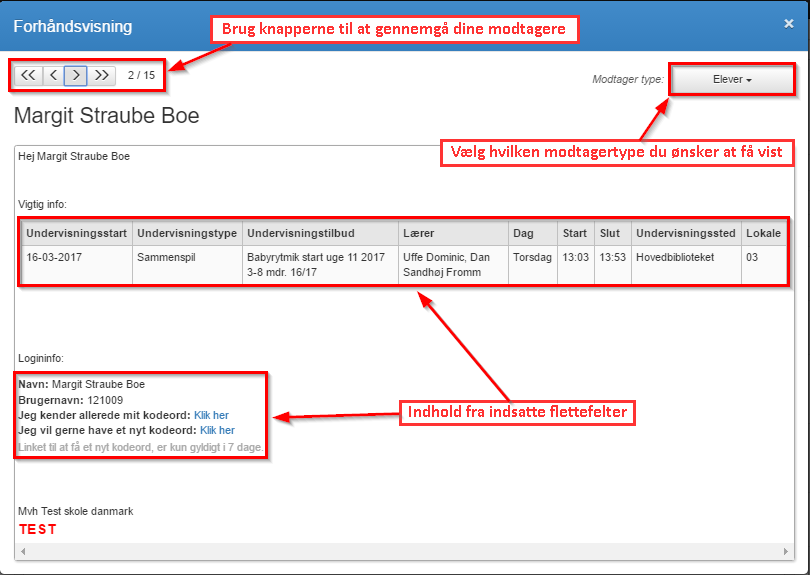 Forhåndsvisning
×
Brug knapperne til at gennemgå dine modtagere
<< < > >> 2 / 15
Modtager type: Elever
Margit Straube Boe
Vælg hvilken modtagertype du ønsker at få vist
Hej Margit Straube Boe
Vigtig info:
Undervisningsstart Undervisningstype Undervisningstilbud Lærer Dag Start Slut Undervisningssted Lokale
16-03-2017 Sammenspil Babyrytmik start uge 11 2017 Uffe Dominic, Dan Torsdag 13:03 13:53 Hovedbiblioteket 03
3-8 mdr. 16/17 Sandhøj Fromm
Logininfo:
Navn: Margit Straube Boe
Brugernavn: 121009
Jeg kender allerede mit kodeord: Klik her
Jeg vil gerne have et nyt kodeord: Klik her
Linket til at få et nyt kodeord, er kun gyldigt i 7 dage.
Indhold fra indsatte flettefelter
Mvh Test skole danmark
TEST